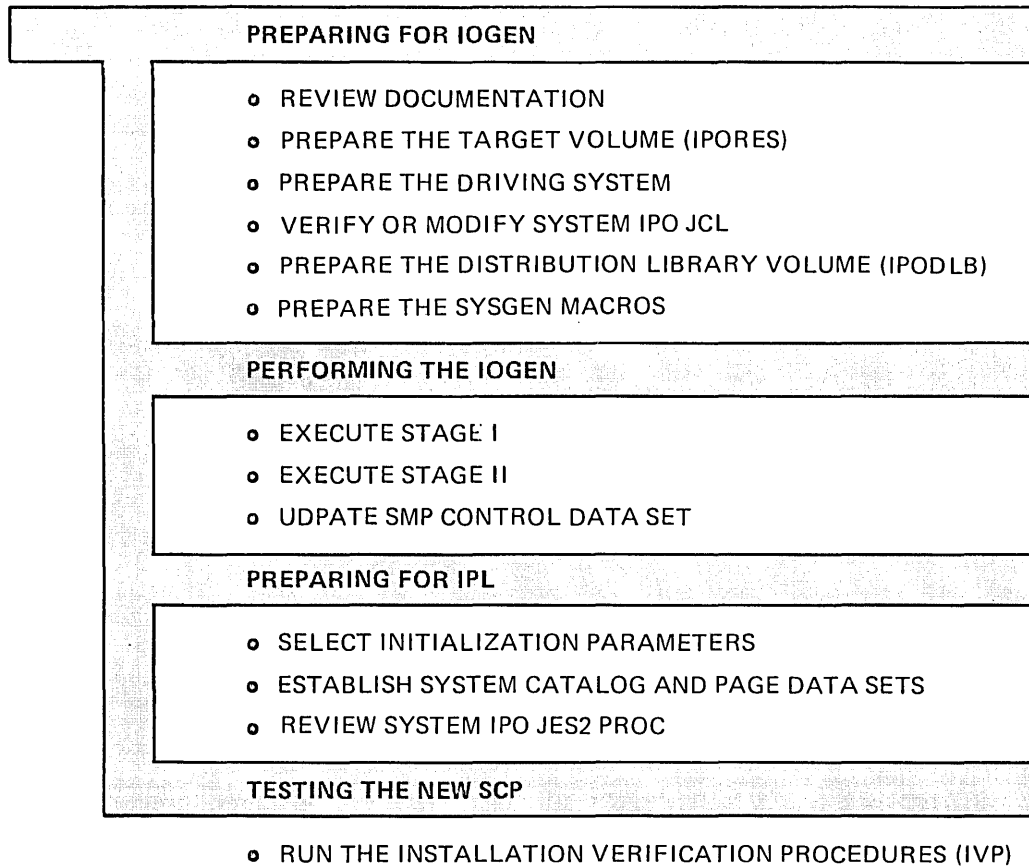 PREPARING FOR IOGEN
o REVIEW DOCUMENTATION
o PREPARE THE TARGET VOLUME (IPORES)
o PREPARE THE DRIVING SYSTEM
o VERIFY OR MODIFY SYSTEM IPO JCL
o PREPARE THE DISTRIBUTION LIBRARY VOLUME (IPODLB)
o PREPARE THE SYSGEN MACROS
PERFORMING THE IOGEN
o EXECUTE STAGE I
o EXECUTE STAGE II
o UDPATE SMP CONTROL DATA SET
PREPARING FOR IPL
o SELECT INITIALIZATION PARAMETERS
o ESTABLISH SYSTEM CATALOG AND PAGE DATA SETS
o REVIEW SYSTEM IPO JES2 PROC
TESTING THE NEW SCP
o RUN THE INSTALLATION VERIFICATION PROCEDURES (IVP)